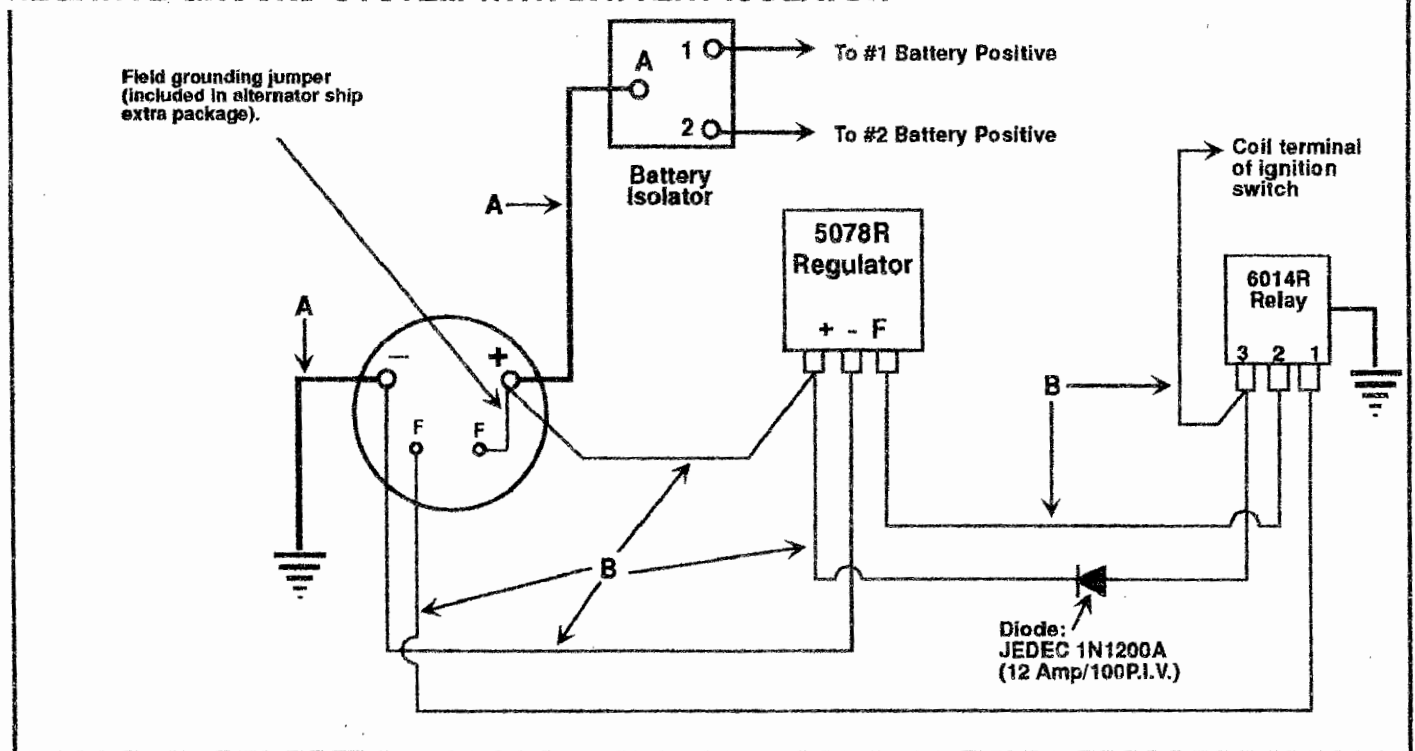 Field grounding jumper
(included in alternator ship
extra package).
A
1
2
To #1 Battery Positive
To #2 Battery Positive
Battery
Isolator
A
Coil terminal
of ignition
switch
5078R
Regulator
+ - F
6014R
Relay
3 2 1
A
– +
F F
B
B
Diode:
JEDEC 1N1200A
(12 Amp/100P.I.V.)